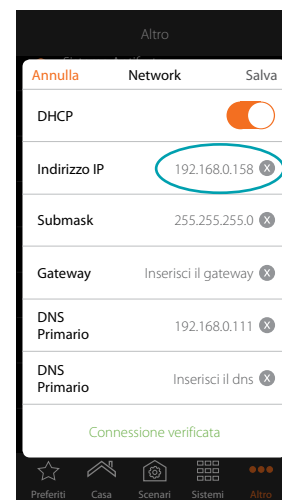 Altro
Annulla Network Salva
DHCP
Indirizzo IP 192.168.0.158 X
Submask 255.255.255.0 X
Gateway Inserisci il gateway X
DNS
Primario 192.168.0.111 X
DNS
Primario Inserisci il dns X
Connessione verificata
Preferiti Casa Scenari Sistemi Altro